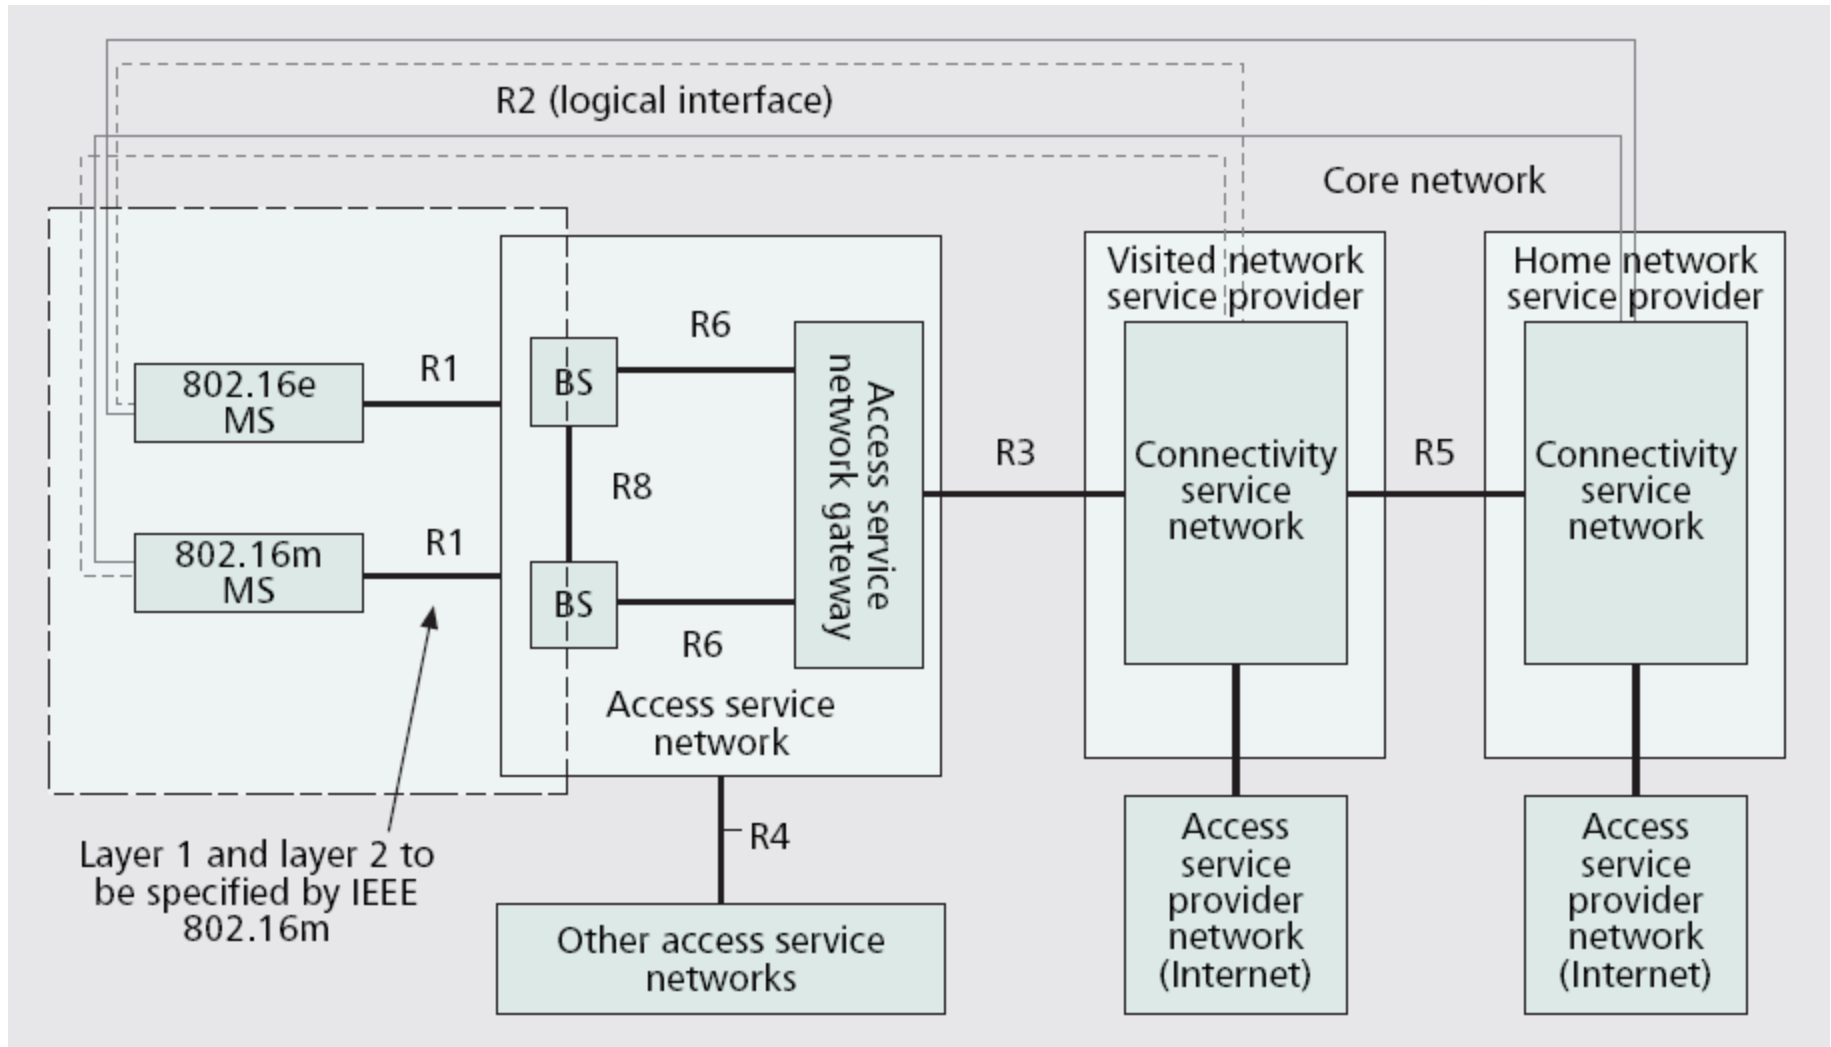 R2 (logical interface)
Core network
Visited network
service provider
Home network
service provider
R6
R1
802.16e
MS
BS
Access service
network gateway
R3
Connectivity
service
network
R5
Connectivity
service
network
R8
R1
802.16m
MS
BS
R6
Access service
network
R4
Layer 1 and layer 2 to
be specified by IEEE
802.16m
Other access service
networks
Access
service
provider
network
(Internet)
Access
service
provider
network
(Internet)